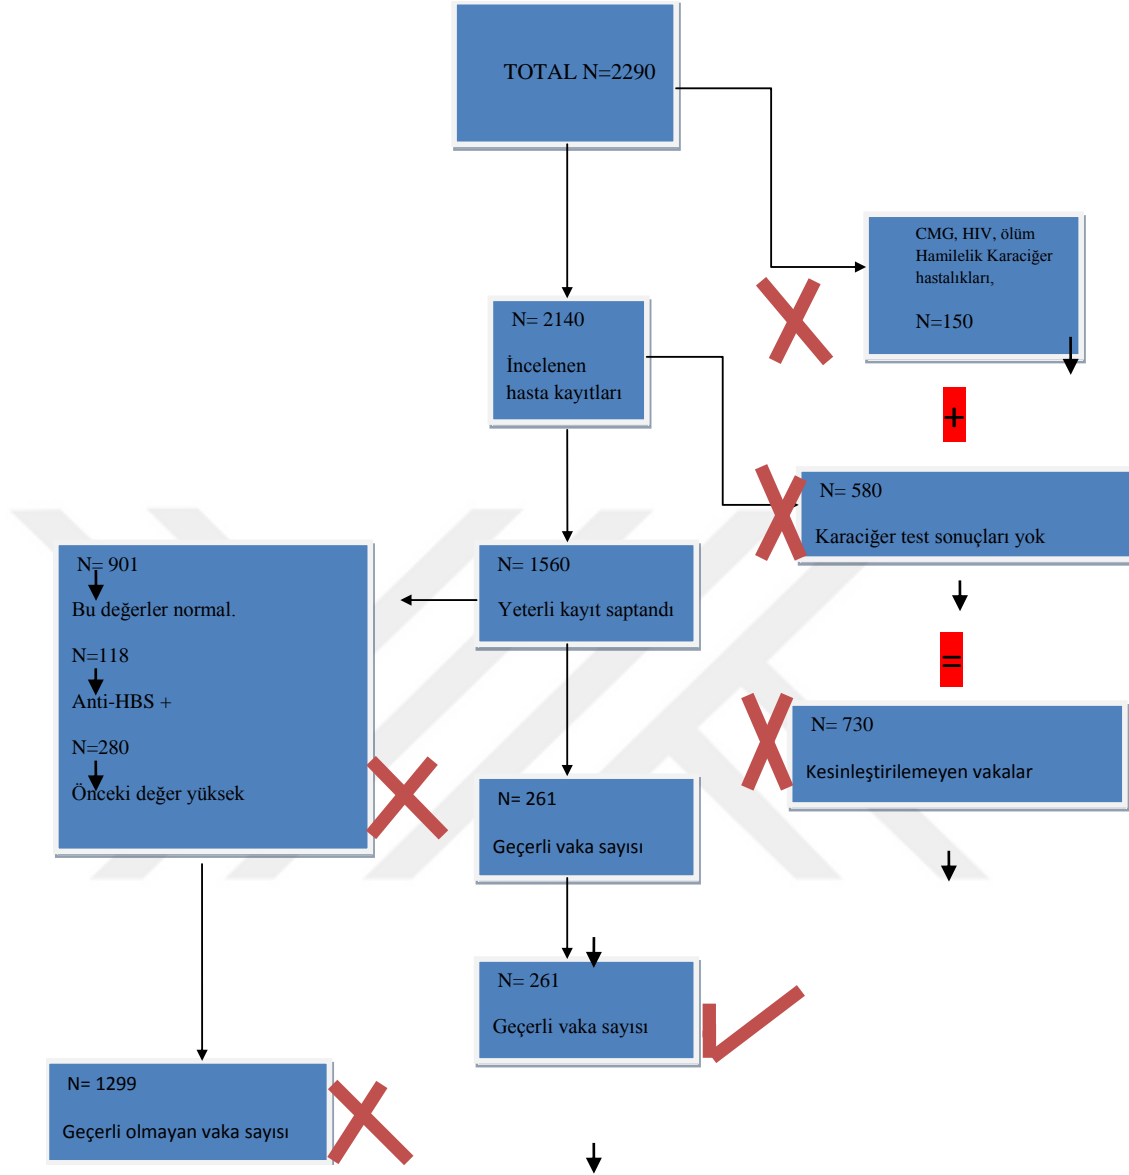 TOTAL N=2290
CMG, HIV, ölüm
Hamilelik Karaciğer
hastalıkları,
N=150
N= 2140
İncelenen
hasta kayıtları
+
N= 580
Karaciğer test sonuçları yok
N= 901
Bu değerler normal.
N=118
Anti-HBS +
N=280
Önceki değer yüksek
N= 1560
Yeterli kayıt saptandı
=
N= 730
Kesinleştirilemeyen vakalar
N= 261
Geçerli vaka sayısı
N= 261
Geçerli vaka sayısı
N= 1299
Geçerli olmayan vaka sayısı